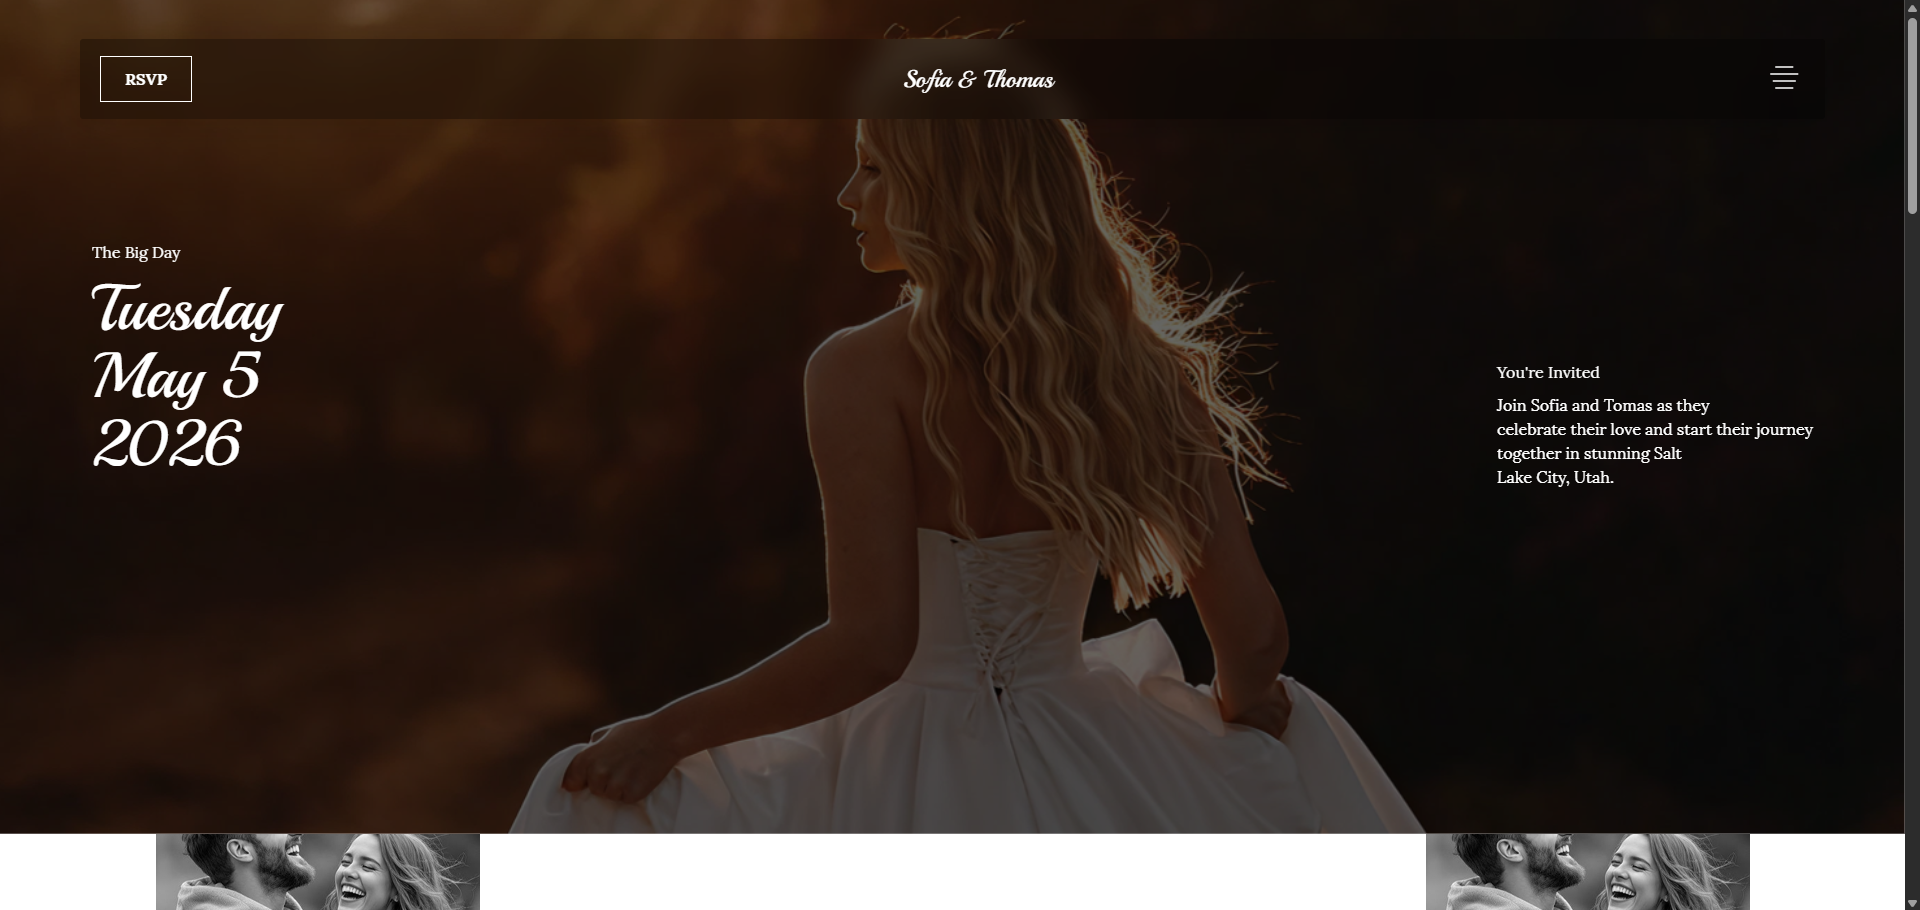 RSVP
Sofia & Thomas
The Big Day
Tuesday
May 5
2026
You're Invited
Join Sofia and Tomas as they
celebrate their love and start their journey
together in stunning Salt
Lake City, Utah.